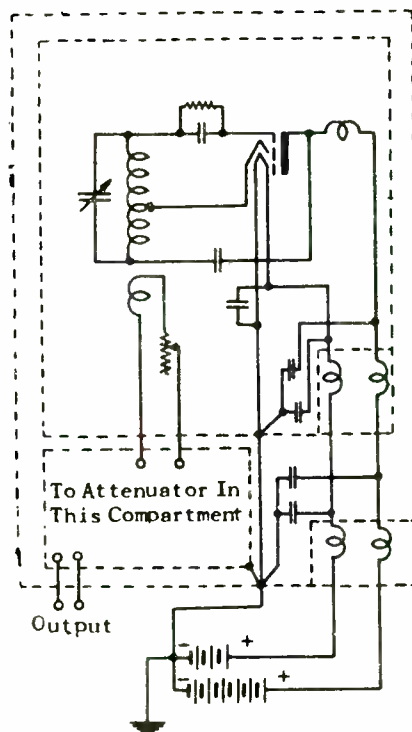 To Attenuator In
This Compartment
Output
- +
- +